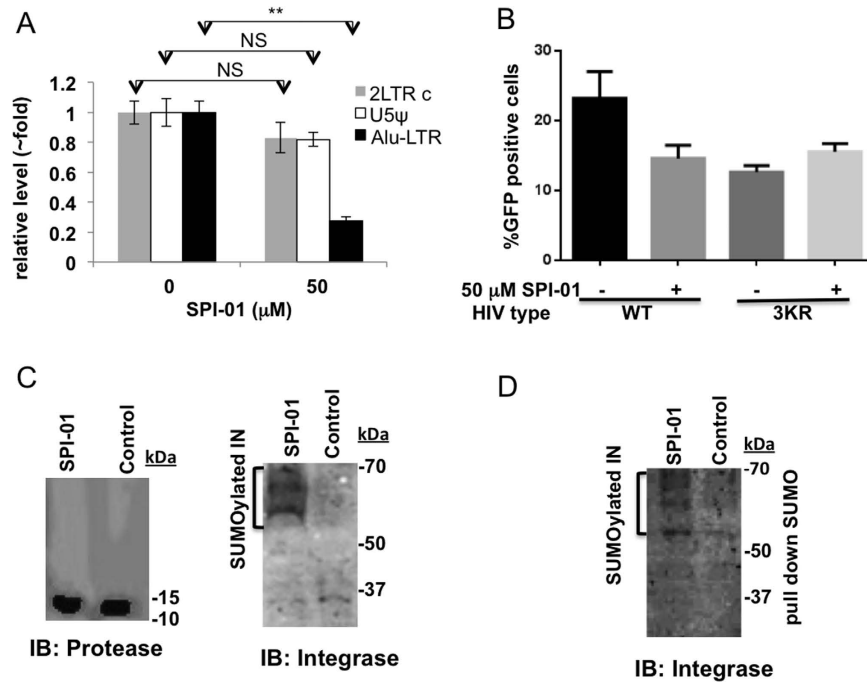 A
**
NS
NS
1.2
1
0.8
0.6
0.4
0.2
0
relative level (~fold)
2LTR c
U5ψ
Alu-LTR
0 50
SPI-01 (μM)
B
30
20
10
0
%GFP positive cells
50 μM SPI-01 - + - +
HIV type WT 3KR
C
SPI-01
Control
kDa
-15
-10
IB: Protease
SUMOylated IN
SPI-01
Control
kDa
-70
-50
-37
IB: Integrase
D
SUMOylated IN
SPI-01
Control
kDa
-70
-50
-37
pull down SUMO
IB: Integrase